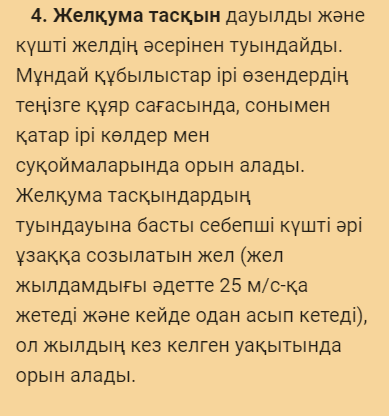 4. Желқума тасқын дауылды және
күшті желдің әсерінен туындайды.
Мұндай құбылыстар ірі өзендердің
теңізге құяр сағасында, сонымен
қатар ірі көлдер мен
суқоймаларында орын алады.
Желқума тасқындардың
туындауына басты себепші күшті әрі
ұзаққа созылатын жел (жел
жылдамдығы әдетте 25 м/с-қа
жетеді және кейде одан асып кетеді),
ол жылдың кез келген уақытында
орын алады.